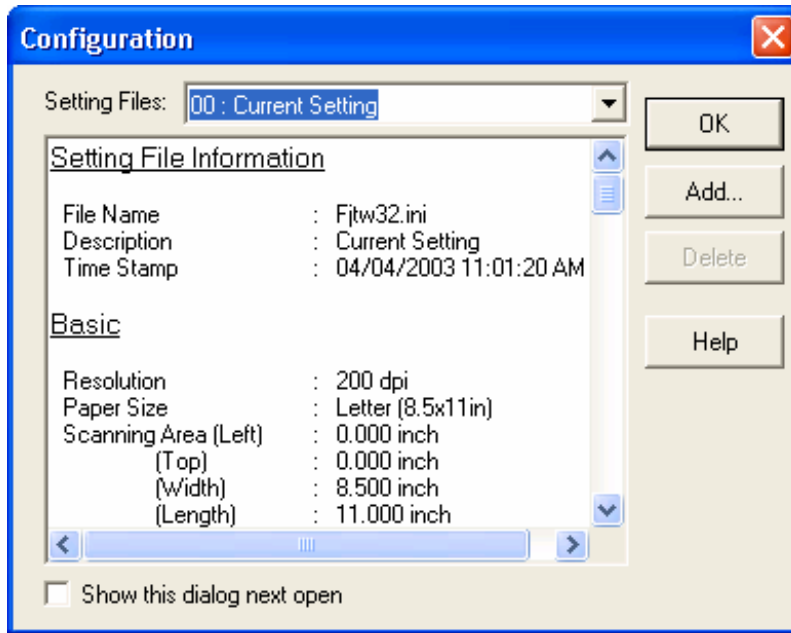 Configuration
Setting Files: 00 : Current Setting
OK
Add...
Delete
Help
Setting File Information
File Name : Fjtw32.ini
Description : Current Setting
Time Stamp : 04/04/2003 11:01:20 AM
Basic
Resolution : 200 dpi
Paper Size : Letter (8.5x11in)
Scanning Area (Left) : 0.000 inch
(Top) : 0.000 inch
(Width) : 8.500 inch
(Length) : 11.000 inch
Show this dialog next open